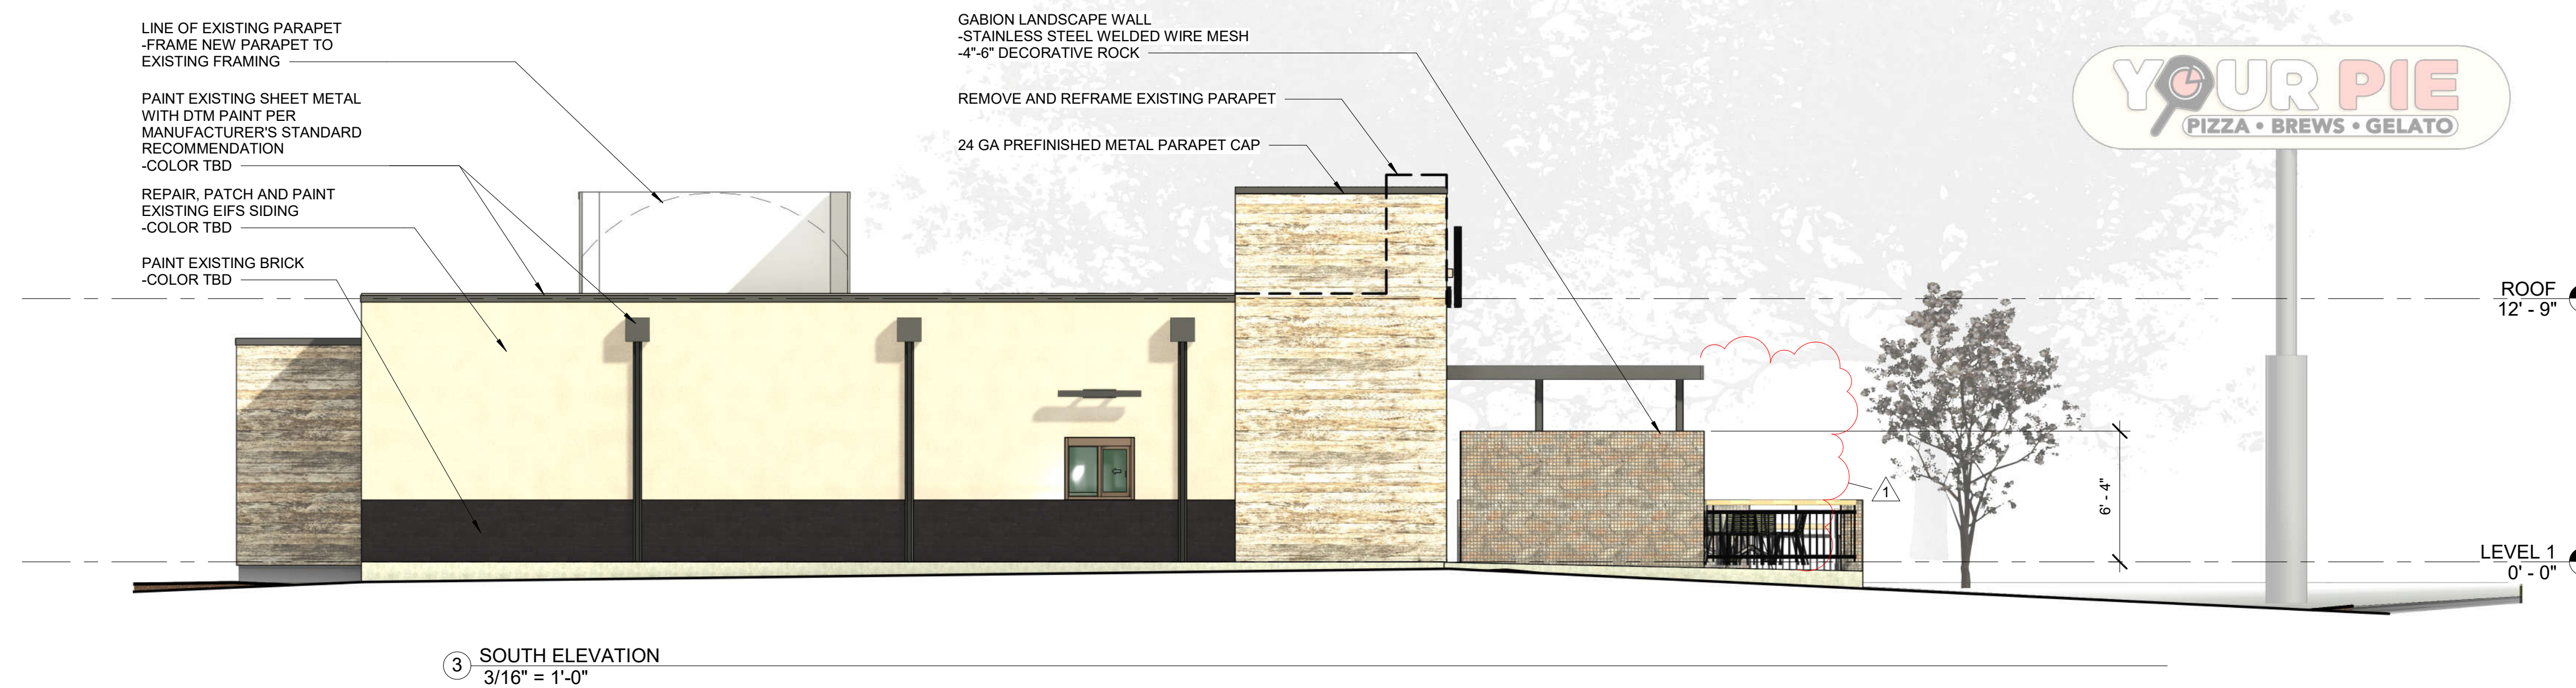 LINE OF EXISTING PARAPET
-FRAME NEW PARAPET TO
EXISTING FRAMING
PAINT EXISTING SHEET METAL
WITH DTM PAINT PER
MANUFACTURER'S STANDARD
RECOMMENDATION
-COLOR TBD
REPAIR, PATCH AND PAINT
EXISTING EIFS SIDING
-COLOR TBD
PAINT EXISTING BRICK
-COLOR TBD
GABION LANDSCAPE WALL
-STAINLESS STEEL WELDED WIRE MESH
-4"-6" DECORATIVE ROCK
REMOVE AND REFRAME EXISTING PARAPET
24 GA PREFINISHED METAL PARAPET CAP
YOUR PIE
PIZZA • BREWS • GELATO
ROOF
12' - 9"
1
6' - 4"
LEVEL 1
0' - 0"
3 SOUTH ELEVATION
3/16" = 1'-0"